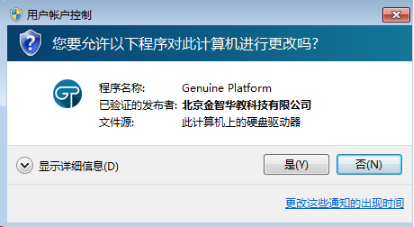 用户帐户控制
您要允许以下程序对此计算机进行更改吗?
GP
程序名称: Genuine Platform
已验证的发布者: 北京金智华教科技有限公司
文件源: 此计算机上的硬盘驱动器
显示详细信息(D) 是(Y) 否(N)
更改这些通知的出现时间